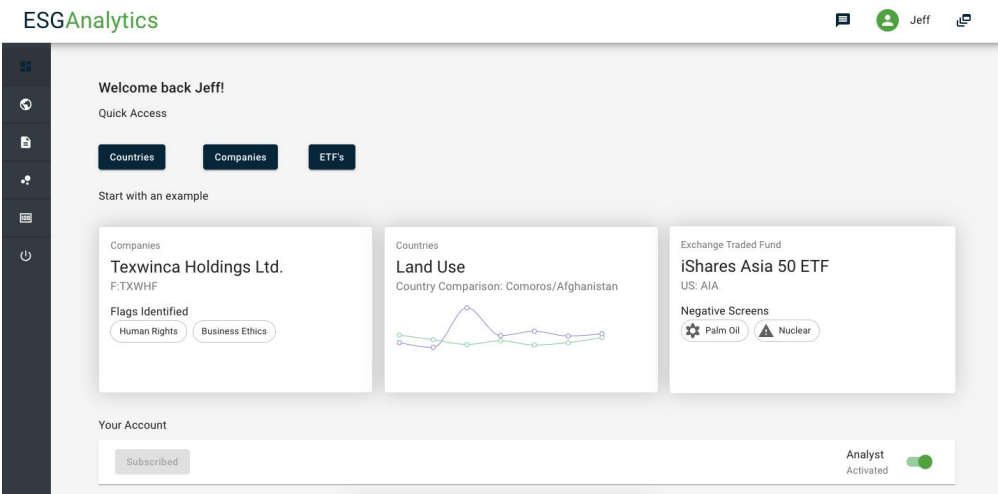 ESGAnalytics
Jeff
Welcome back Jeff!
Quick Access
Countries
Companies
ETF's
Start with an example
Companies
Texwinca Holdings Ltd.
F:TXWHF
Flags Identified
Human Rights
Business Ethics
Countries
Land Use
Country Comparison: Comoros/Afghanistan
Exchange Traded Fund
iShares Asia 50 ETF
US: AIA
Negative Screens
Palm Oil
Nuclear
Your Account
Subscribed
Analyst
Activated